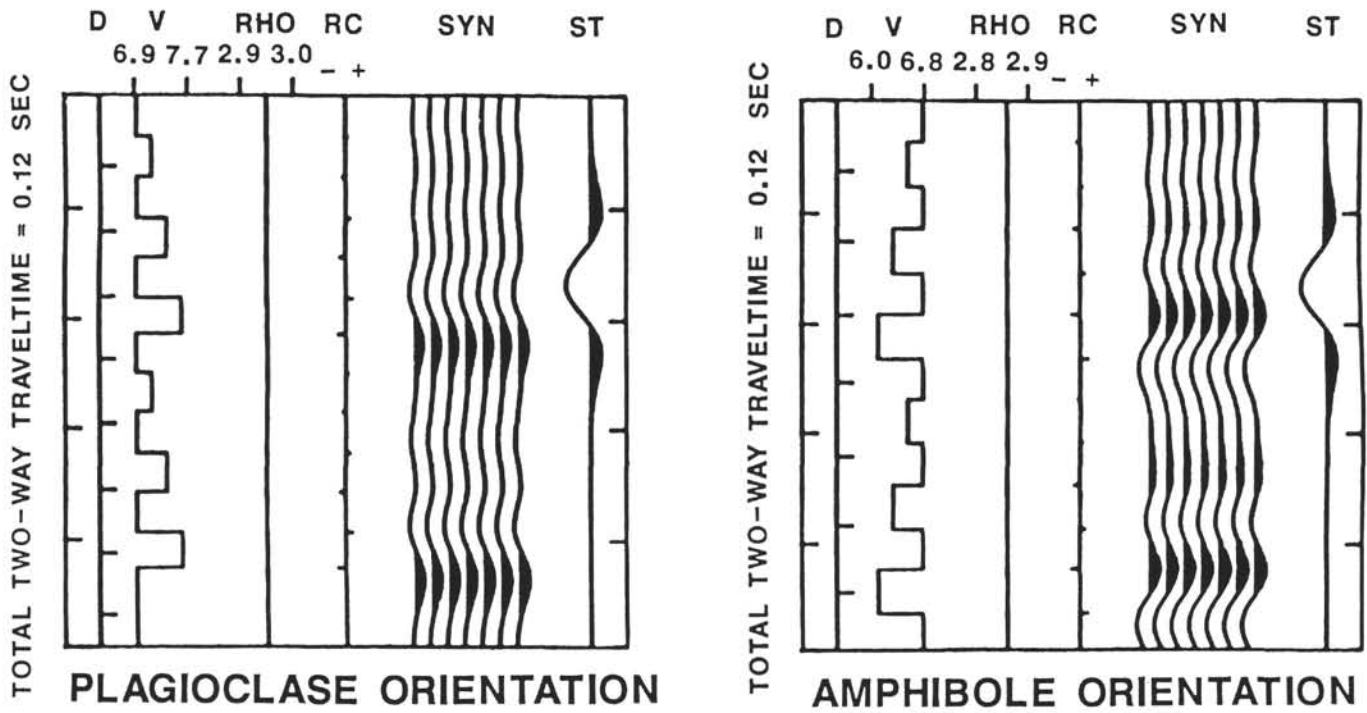 D V RHO RC SYN ST
6.9 7.7 2.9 3.0 - +
TOTAL TWO-WAY TRAVELTIME = 0.12 SEC
PLAGIOCLASE ORIENTATION
D V RHO RC SYN ST
6.0 6.8 2.8 2.9 - +
TOTAL TWO-WAY TRAVELTIME = 0.12 SEC
AMPHIBOLE ORIENTATION